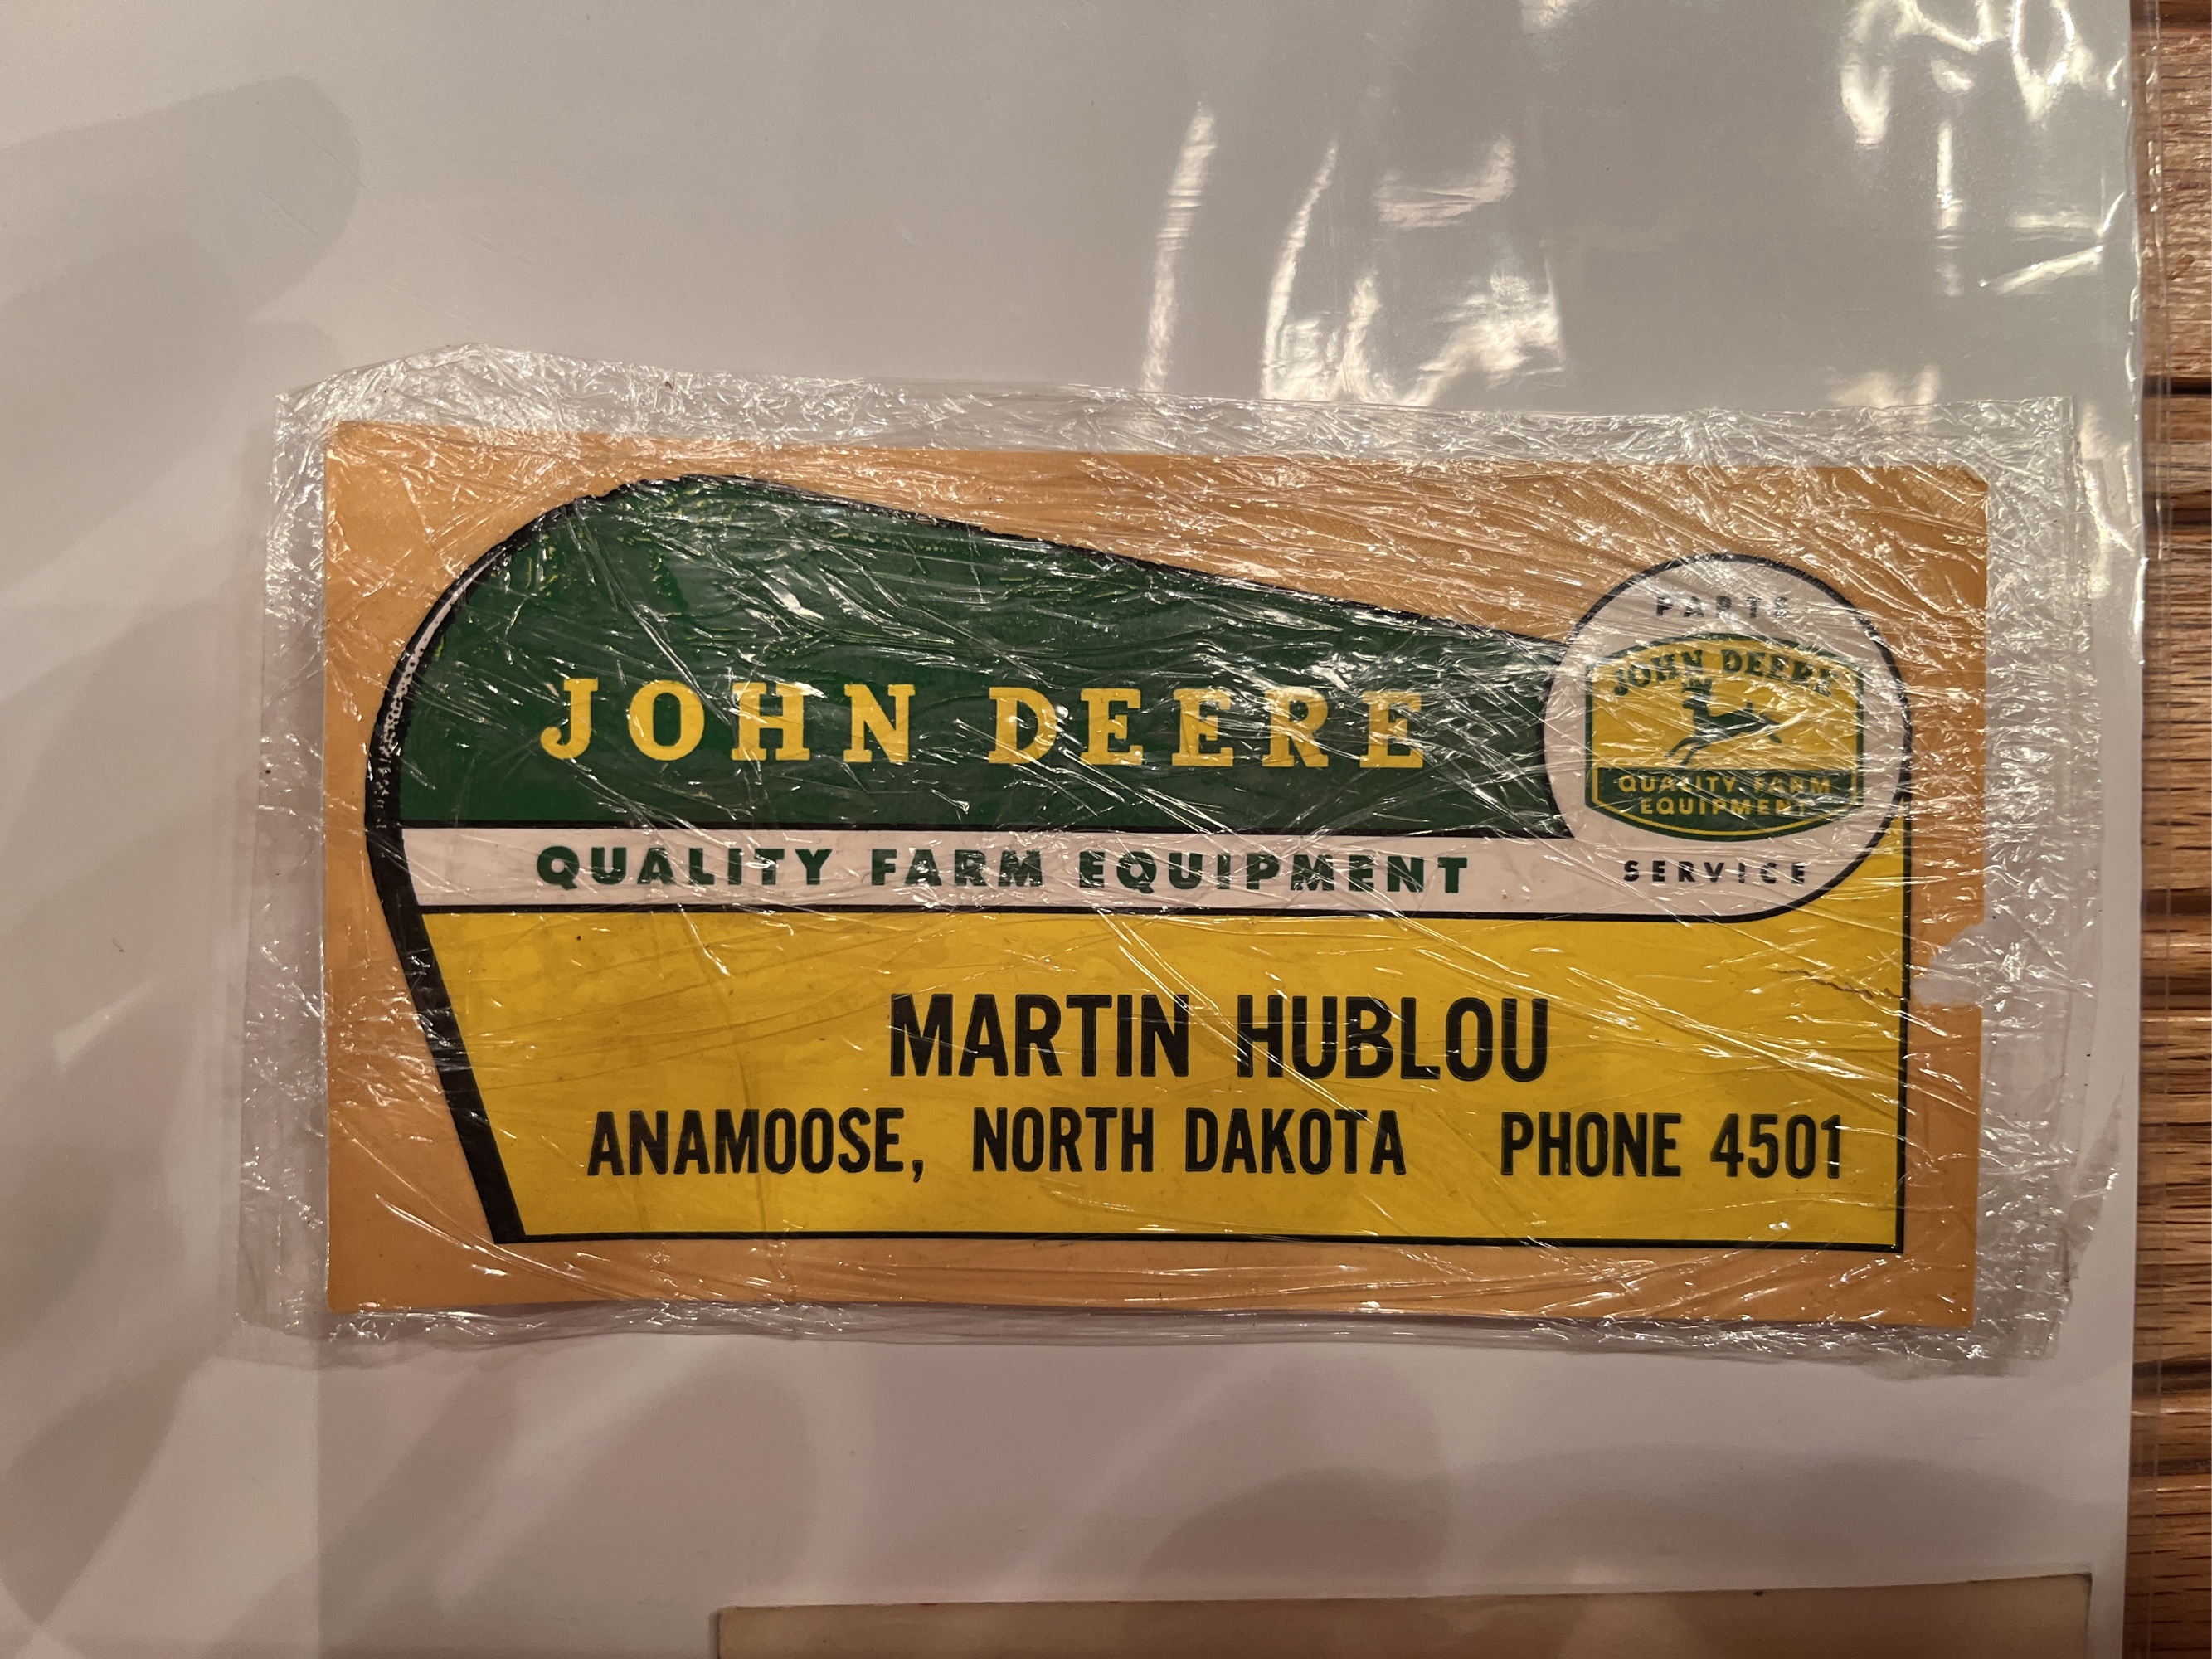 JOHN DEERE
QUALITY FARM EQUIPMENT
PARTS
JOHN DEERE
QUALITY FARM
EQUIPMENT
SERVICE
MARTIN HUBLOU
ANAMOOSE, NORTH DAKOTA PHONE 4501